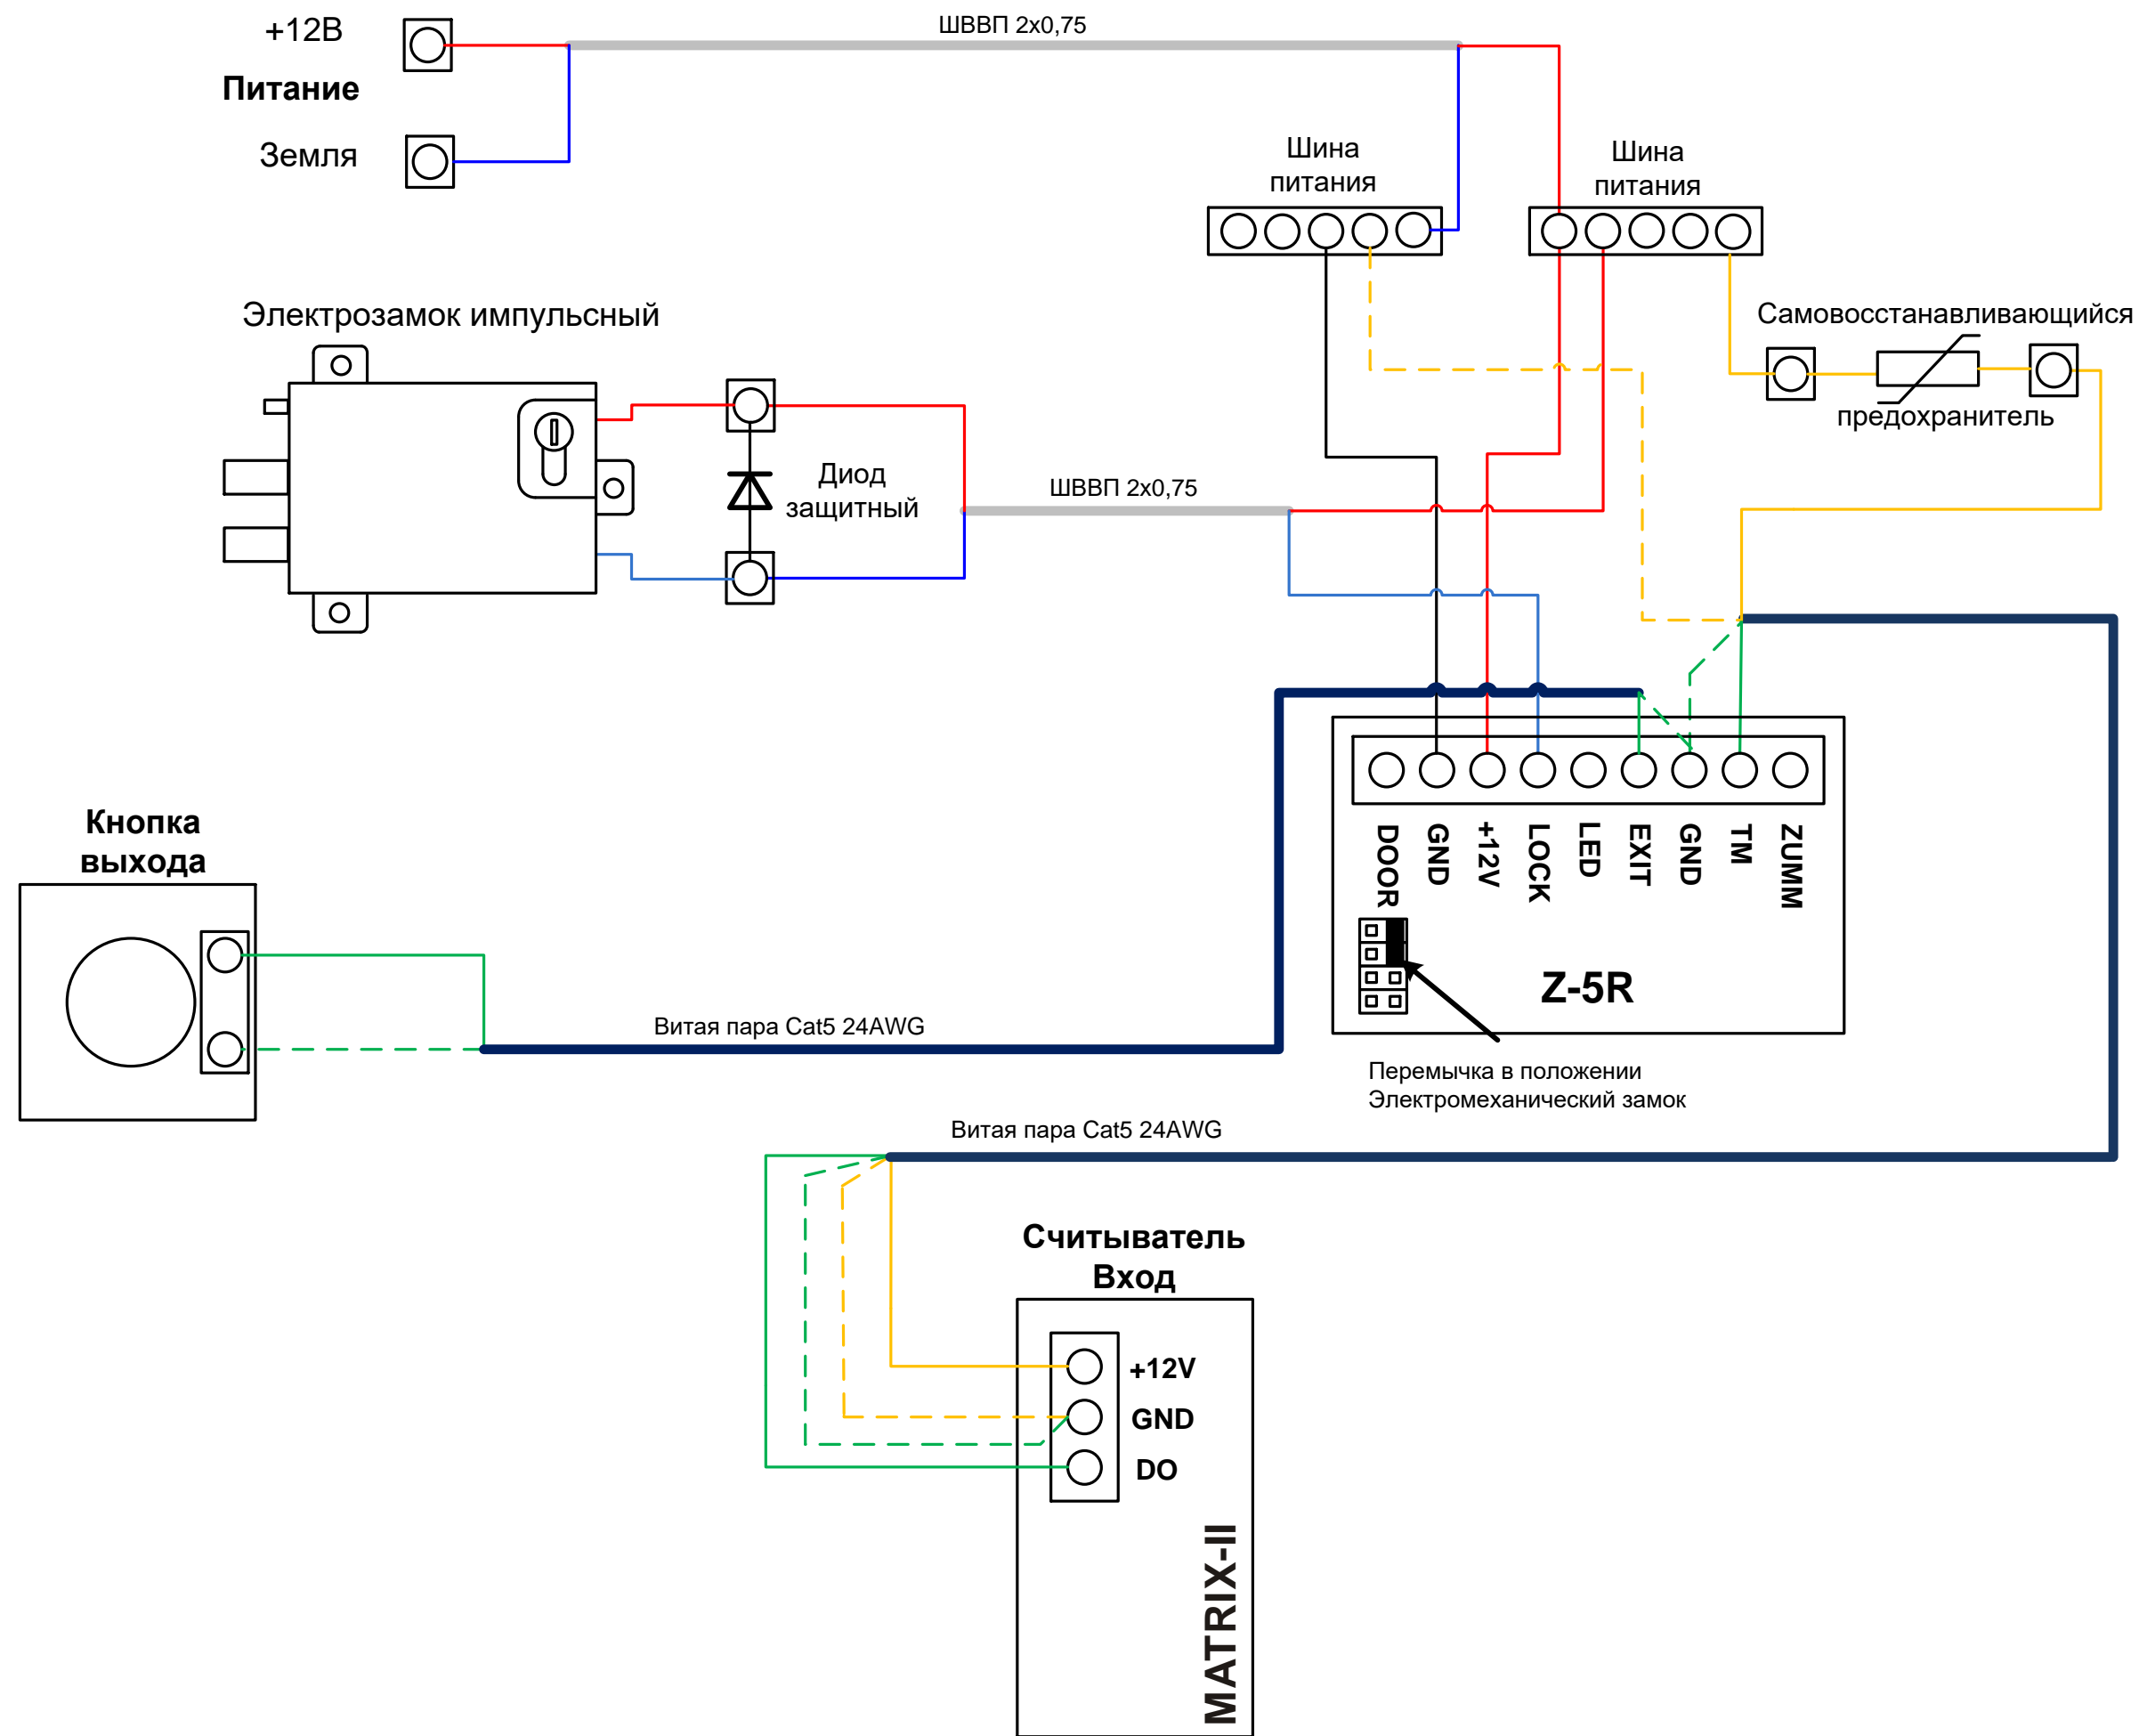 +12В
ШВВП 2x0,75
Питание
Земля
Шина
питания
Шина
питания
Электрозамок импульсный
Самовосстанавливающийся
предохранитель
Диод
защитный
ШВВП 2x0,75
Кнопка
выхода
DOOR
GND
+12V
LOCK
LED
EXIT
GND
TM
ZUMM
Z-5R
Витая пара Cat5 24AWG
Перемычка в положении
Электромеханический замок
Витая пара Cat5 24AWG
Считыватель
Вход
+12V
GND
DO
MATRIX-II